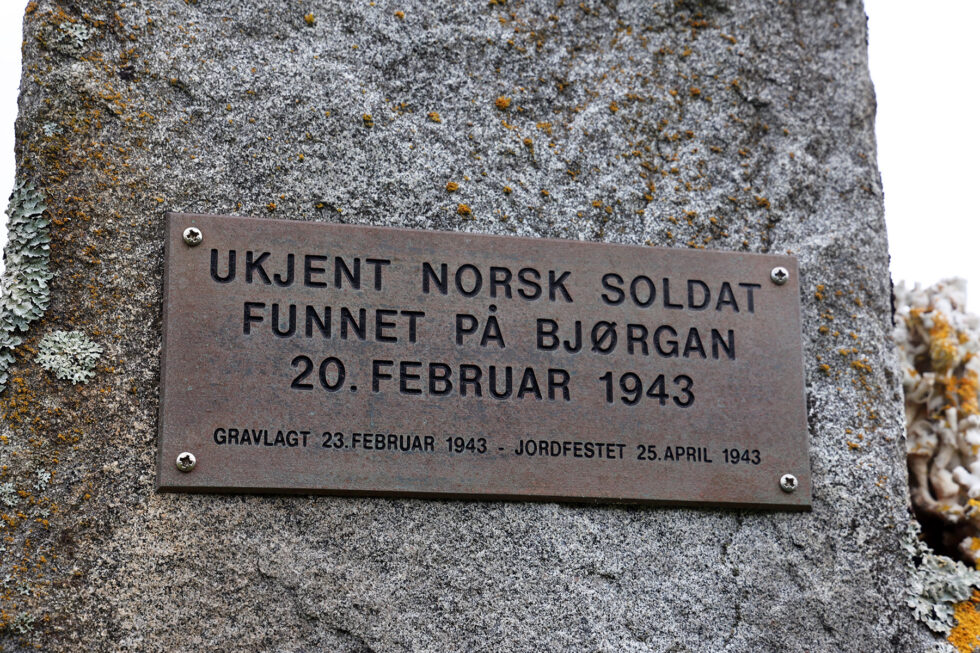 UKJENT NORSK SOLDAT
FUNNET PÅ BJØRGAN
20. FEBRUAR 1943
GRAVLAGT 23.FEBRUAR 1943 - JORDFESTET 25.APRIL 1943